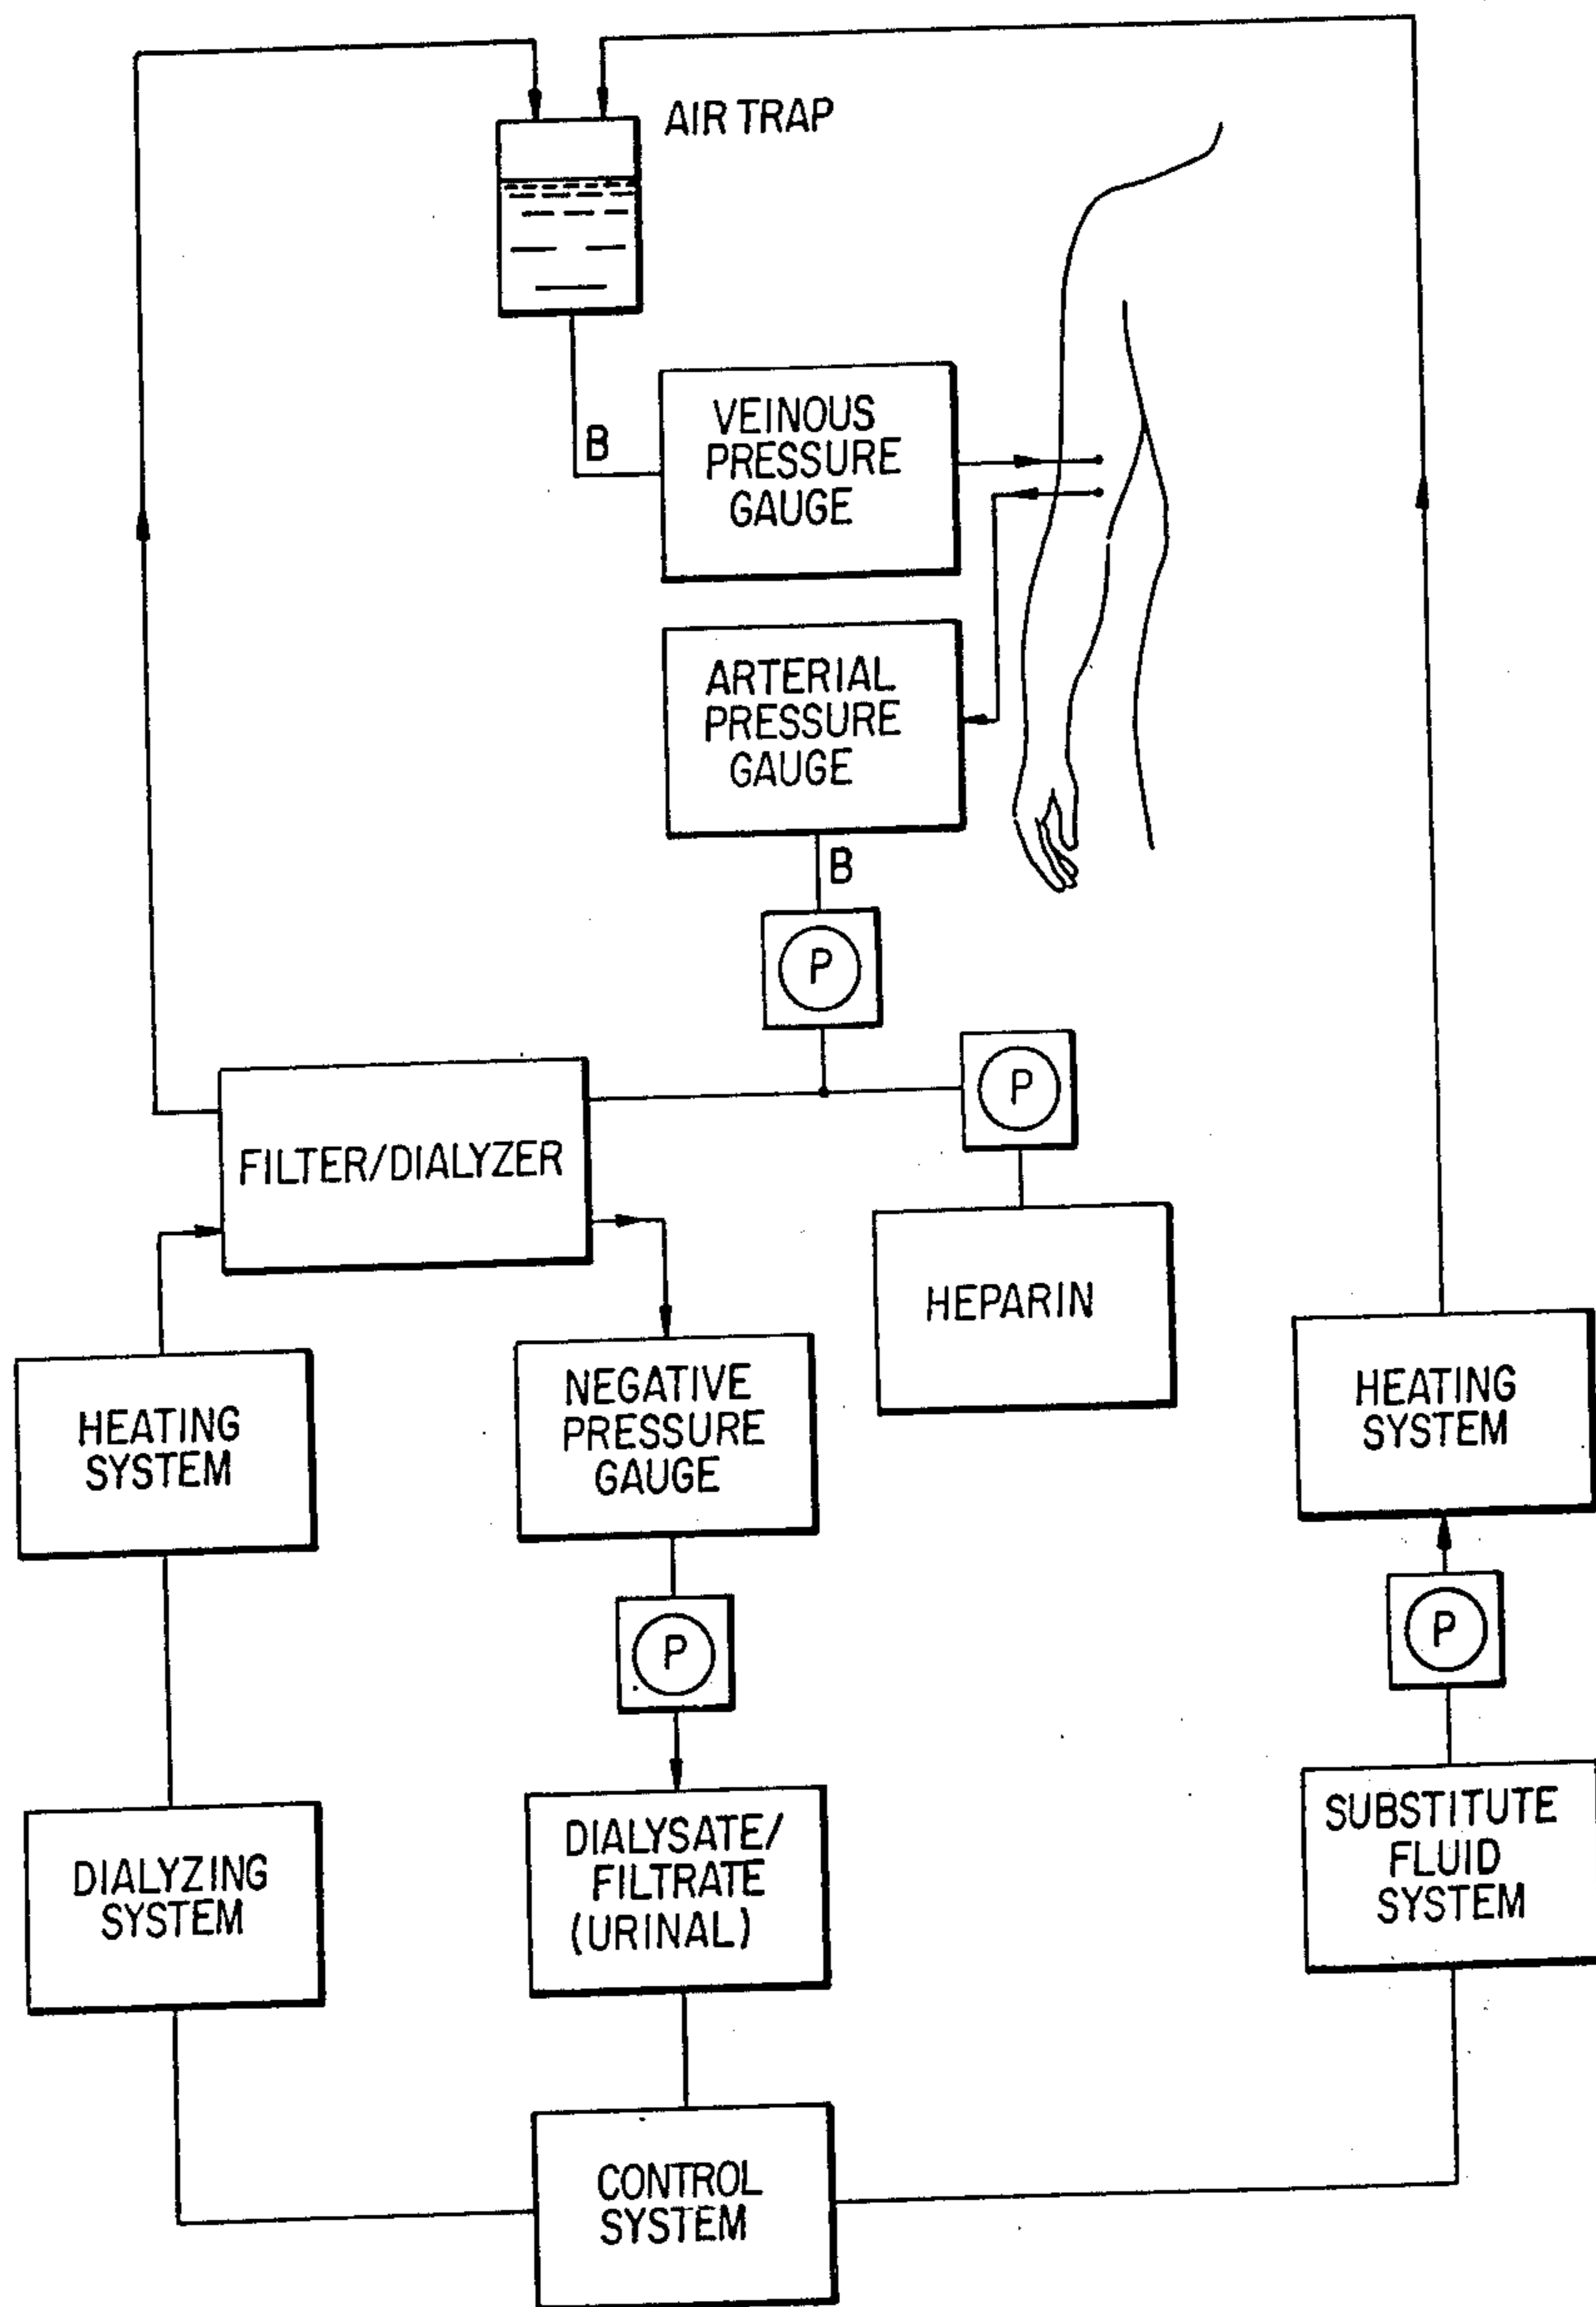 AIR TRAP
VEINOUS
PRESSURE
GAUGE
B
ARTERIAL
PRESSURE
GAUGE
B
P
P
FILTER/DIALYZER
HEPARIN
HEATING
SYSTEM
NEGATIVE
PRESSURE
GAUGE
HEATING
SYSTEM
P
P
DIALYZING
SYSTEM
DIALYSATE/
FILTRATE
(URINAL)
SUBSTITUTE
FLUID
SYSTEM
CONTROL
SYSTEM